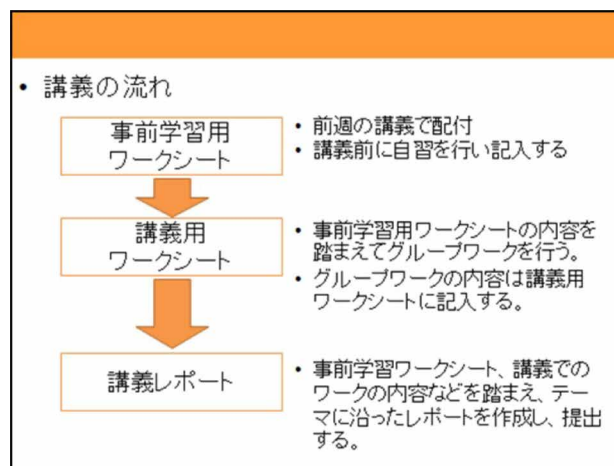 • 講義の流れ
事前学習用
ワークシート
• 前週の講義で配付
• 講義前に自習を行い記入する
講義用
ワークシート
• 事前学習用ワークシートの内容を
踏まえてグループワークを行う。
• グループワークの内容は講義用
ワークシートに記入する。
講義レポート
• 事前学習ワークシート、講義での
ワークの内容などを踏まえ、テー
マに沿ったレポートを作成し、提出
する。